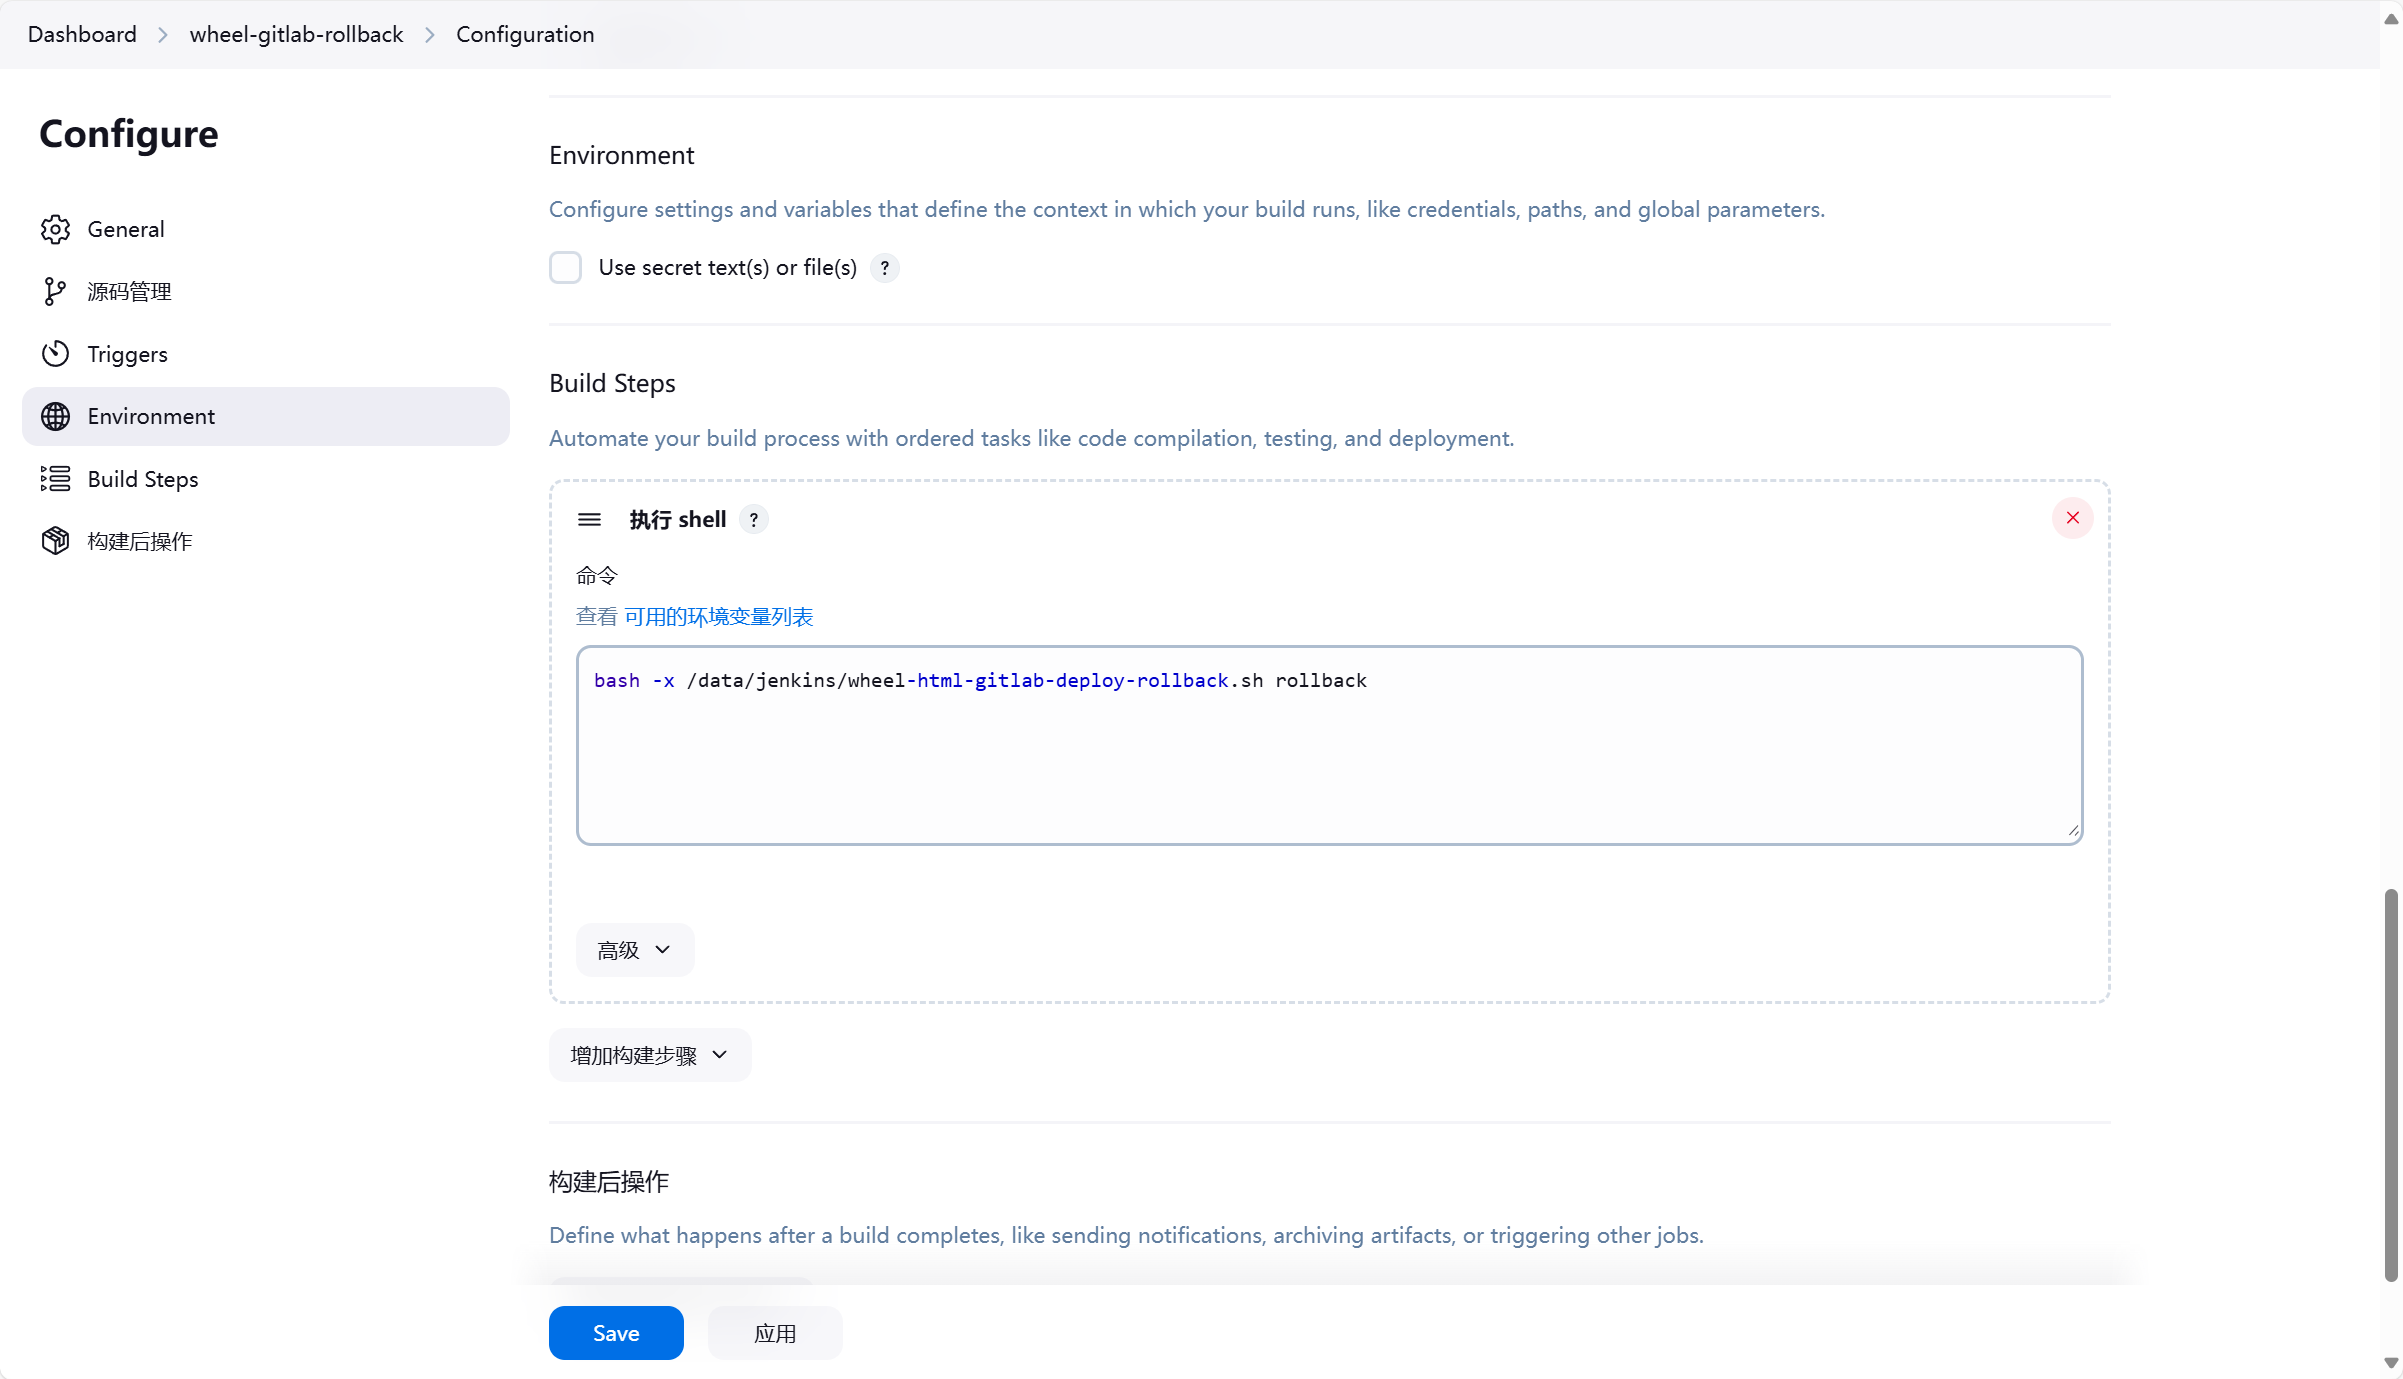 Dashboard > wheel-gitlab-rollback > Configuration
Configure
General
源码管理
Triggers
Environment
Build Steps
构建后操作
Environment
Configure settings and variables that define the context in which your build runs, like credentials, paths, and global parameters.
Use secret text(s) or file(s) ?
Build Steps
Automate your build process with ordered tasks like code compilation, testing, and deployment.
执行 shell ?
命令
查看 可用的环境变量列表
bash -x /data/jenkins/wheel-html-gitlab-deploy-rollback.sh rollback
高级
增加构建步骤
构建后操作
Define what happens after a build completes, like sending notifications, archiving artifacts, or triggering other jobs.
Save
应用